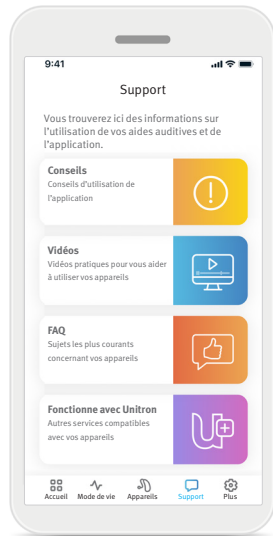 9:41
Support
Vous trouverez ici des informations sur
l'utilisation de vos aides auditives et de
l'application.
Conseils
Conseils d'utilisation de
l'application
Vidéos
Vidéos pratiques pour vous aider
à utiliser vos appareils
FAQ
Sujets les plus courants
concernant vos appareils
Fonctionne avec Unitron
Autres services compatibles
avec vos appareils
Accueil Mode de vie Appareils Support Plus